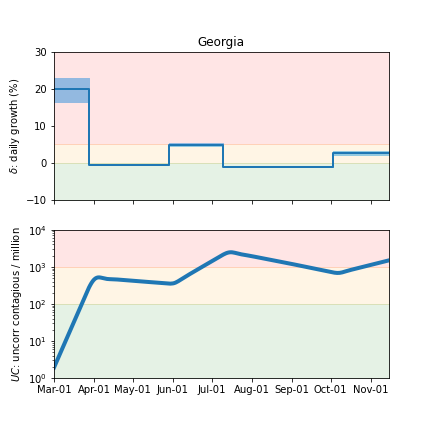 Georgia
δ: daily growth (%)
30
20
10
0
−10
UC: uncorr contagious / million
10⁴
10³
10²
10¹
10⁰
Mar-01 Apr-01 May-01 Jun-01 Jul-01 Aug-01 Sep-01 Oct-01 Nov-01